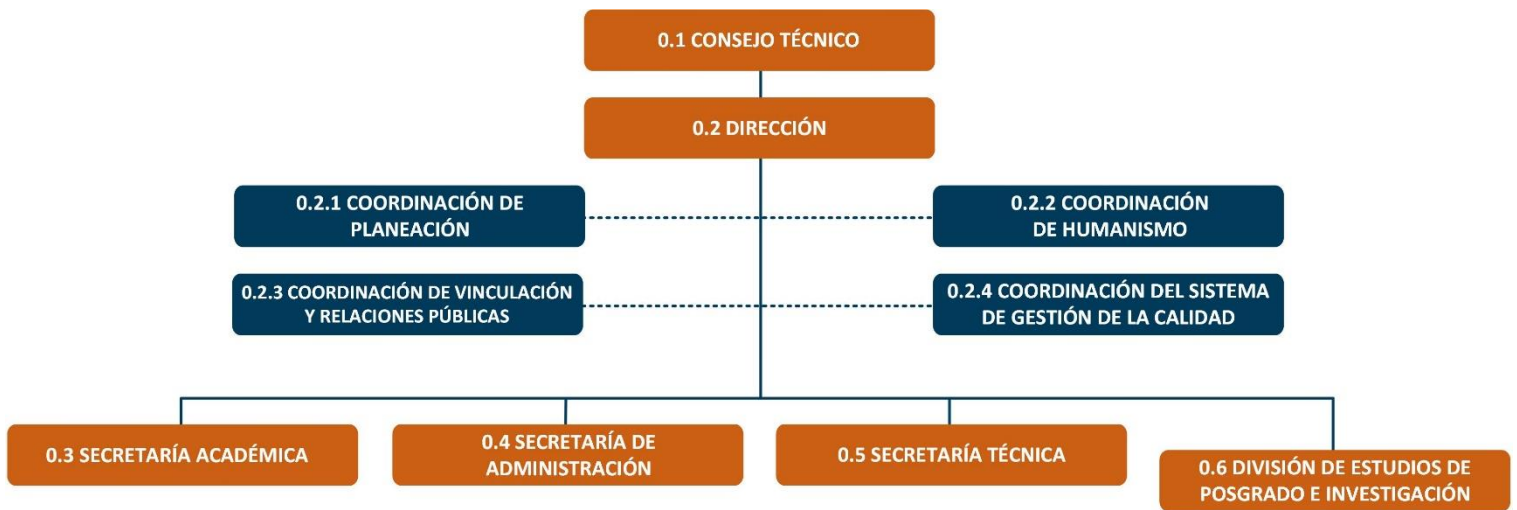 0.1 CONSEJO TÉCNICO
0.2 DIRECCIÓN
0.2.1 COORDINACIÓN DE
PLANEACIÓN
0.2.2 COORDINACIÓN
DE HUMANISMO
0.2.3 COORDINACIÓN DE VINCULACIÓN
Y RELACIONES PÚBLICAS
0.2.4 COORDINACIÓN DEL SISTEMA
DE GESTIÓN DE LA CALIDAD
0.3 SECRETARÍA ACADÉMICA
0.4 SECRETARÍA DE
ADMINISTRACIÓN
0.5 SECRETARÍA TÉCNICA
0.6 DIVISIÓN DE ESTUDIOS DE
POSGRADO E INVESTIGACIÓN